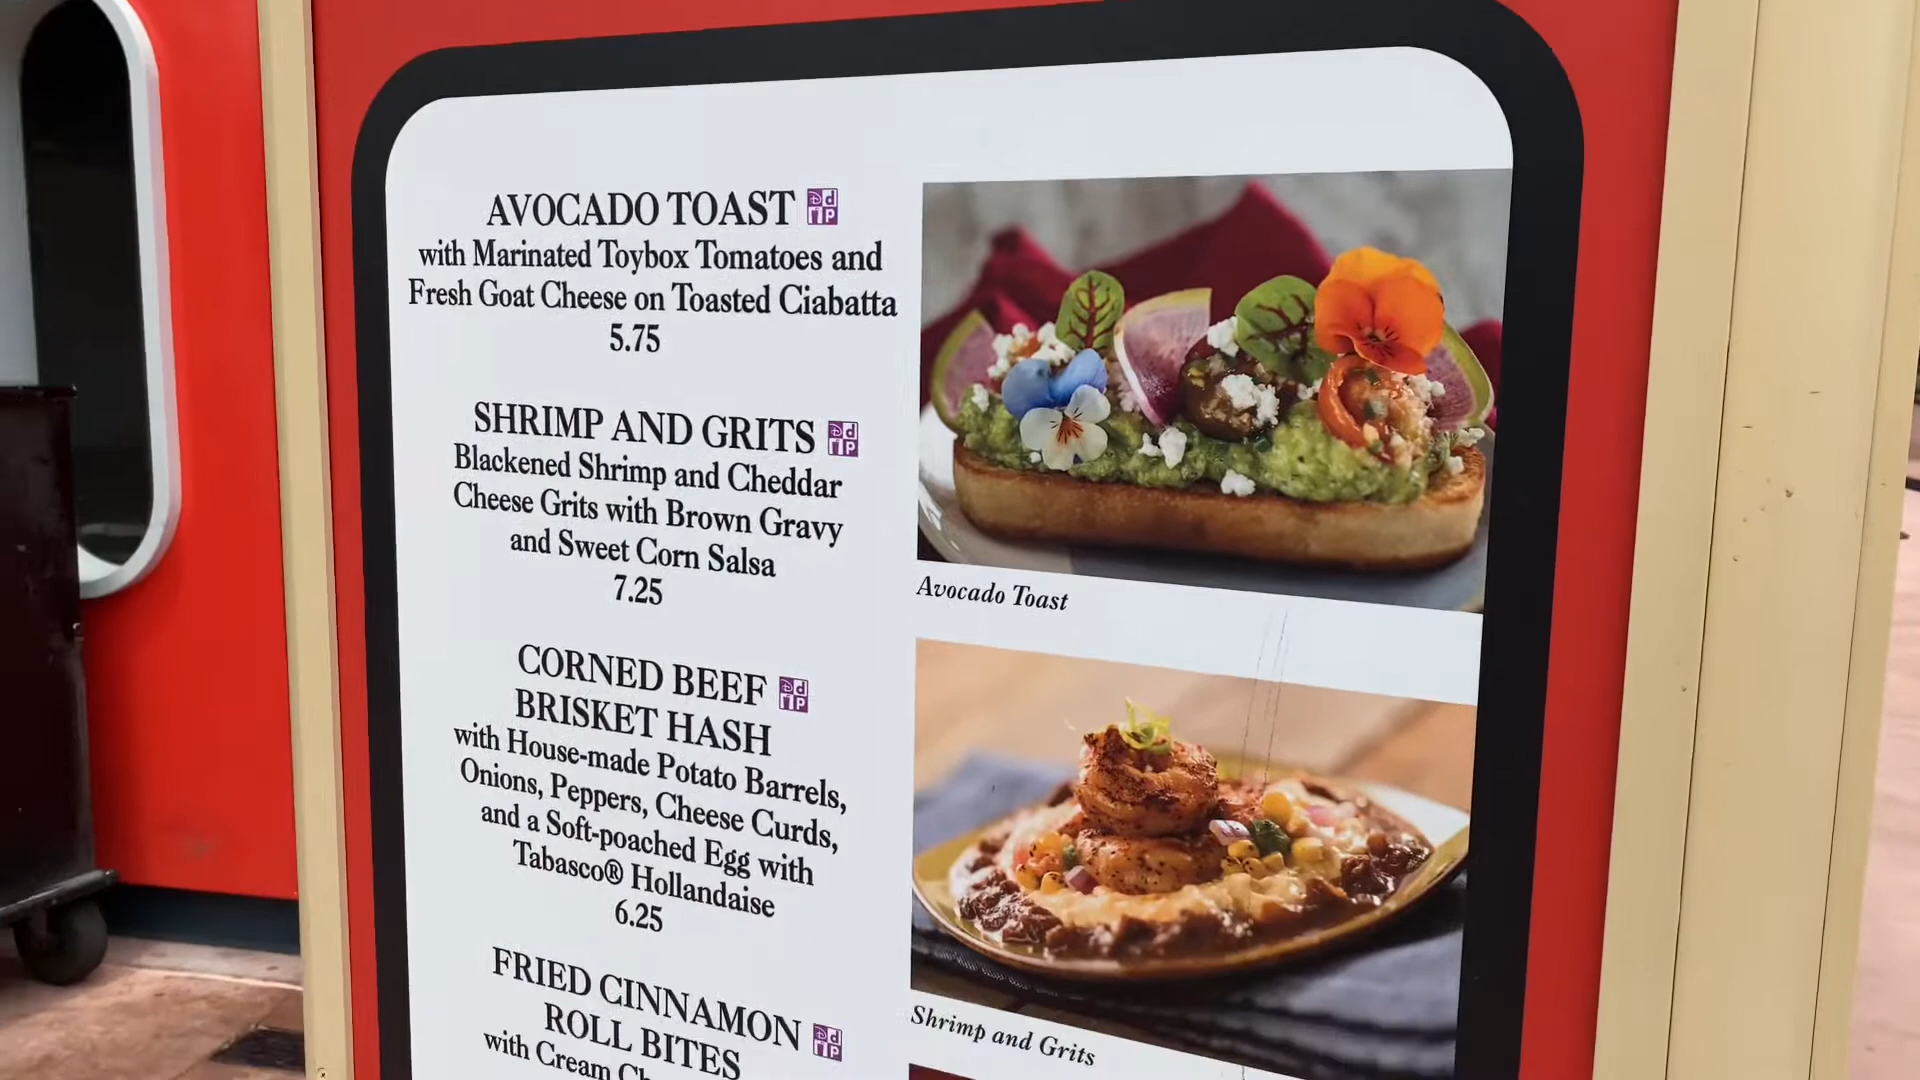 AVOCADO TOAST
with Marinated Toybox Tomatoes and
Fresh Goat Cheese on Toasted Ciabatta
5.75
SHRIMP AND GRITS
Blackened Shrimp and Cheddar
Cheese Grits with Brown Gravy
and Sweet Corn Salsa
7.25
CORNED BEEF
BRISKET HASH
with House-made Potato Barrels,
Onions, Peppers, Cheese Curds,
and a Soft-poached Egg with
Tabasco® Hollandaise
6.25
FRIED CINNAMON
ROLL BITES
with Cream
Avocado Toast
Shrimp and Grits